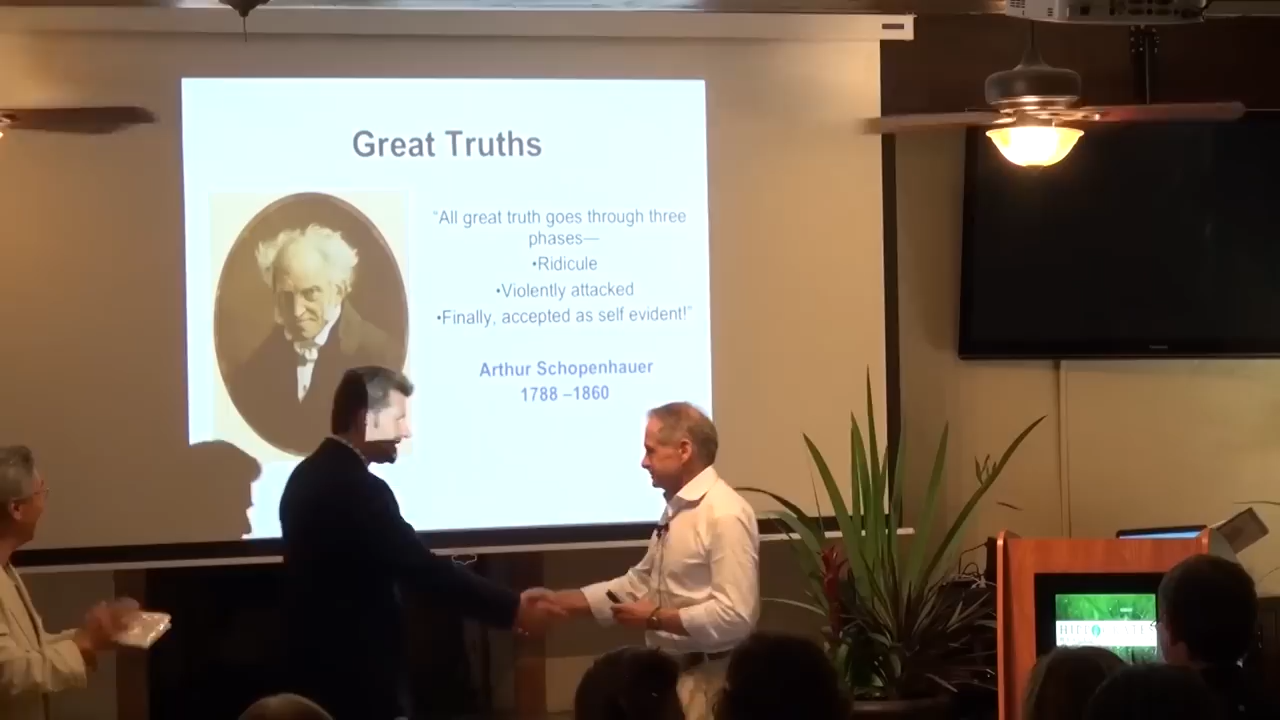 Great Truths
"All great truth goes through three
phases—
•Ridicule
•Violently attacked
•Finally, accepted as self evident!"
Arthur Schopenhauer
1788 –1860